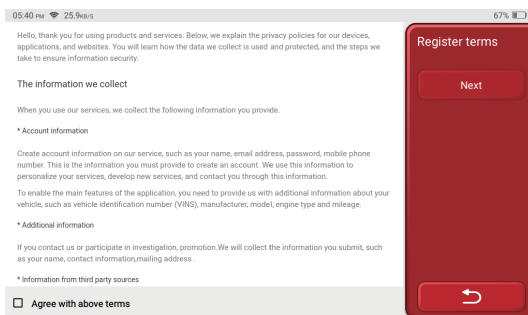 05:40 PM 25.9KB/S 67%
Hello, thank you for using products and services. Below, we explain the privacy policies for our devices,
applications, and websites. You will learn how the data we collect is used and protected, and the steps we
take to ensure information security.
The information we collect
When you use our services, we collect the following information you provide.
* Account information
Create account information on our service, such as your name, email address, password, mobile phone
number. This is the information you must provide to create an account. We use this information to
personalize your services, develop new services, and contact you through this information.
To enable the main features of the application, you need to provide us with additional information about your
vehicle, such as vehicle identification number (VINS), manufacturer, model, engine type and mileage.
* Additional information
If you contact us or participate in investigation, promotion.We will collect the information you submit, such
as your name, contact information,mailing address .
* Information from third party sources
Agree with above terms
Register terms
Next